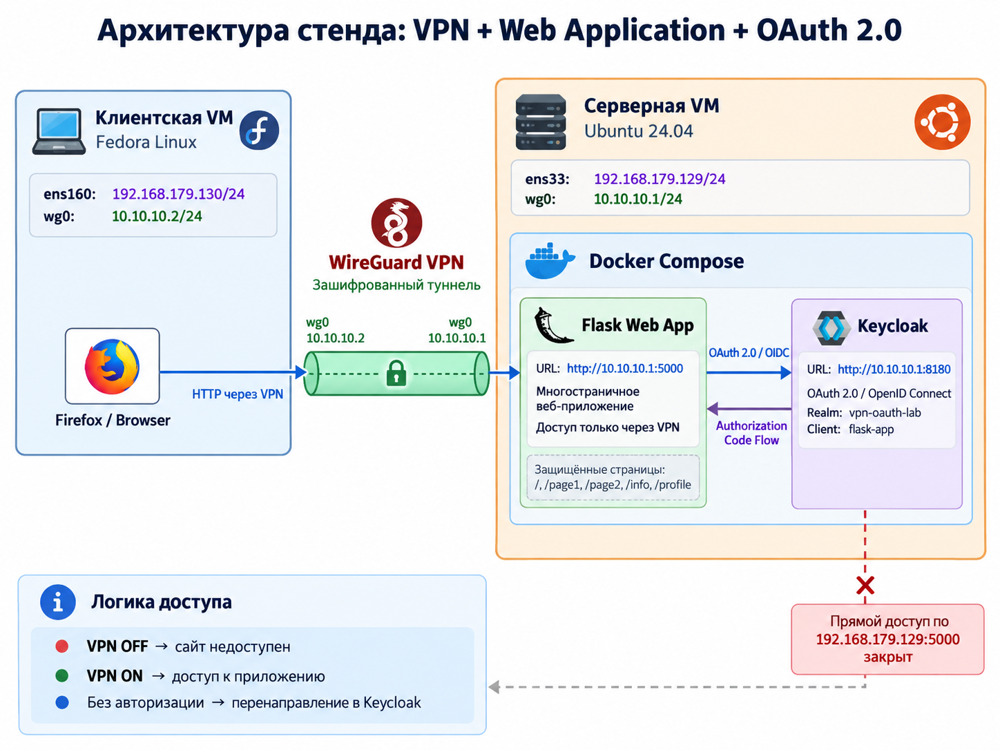 Архитектура стенда: VPN + Web Application + OAuth 2.0
Клиентская VM
Fedora Linux
ens160: 192.168.179.130/24
wg0: 10.10.10.2/24
Firefox / Browser
HTTP через VPN
WireGuard VPN
Зашифрованный туннель
wg0
10.10.10.2
wg0
10.10.10.1
Серверная VM
Ubuntu 24.04
ens33: 192.168.179.129/24
wg0: 10.10.10.1/24
Docker Compose
Flask Web App
URL: http://10.10.10.1:5000
Многостраничное
веб-приложение
Доступ только через VPN
Защищённые страницы:
/, /page1, /page2, /info, /profile
OAuth 2.0 / OIDC
Authorization
Code Flow
Keycloak
URL: http://10.10.10.1:8180
OAuth 2.0 / OpenID Connect
Realm: vpn-oauth-lab
Client: flask-app
Прямой доступ по
192.168.179.129:5000
закрыт
Логика доступа
VPN OFF → сайт недоступен
VPN ON → доступ к приложению
Без авторизации → перенаправление в Keycloak